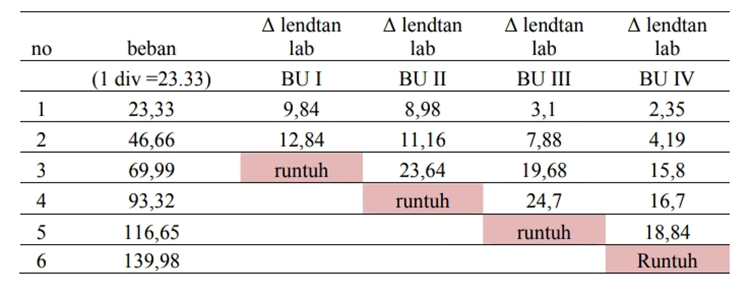 no beban Δ lendtan lab Δ lendtan lab Δ lendtan lab Δ lendtan lab
(1 div =23.33) BU I BU II BU III BU IV
1 23,33 9,84 8,98 3,1 2,35
2 46,66 12,84 11,16 7,88 4,19
3 69,99 runtuh 23,64 19,68 15,8
4 93,32 runtuh 24,7 16,7
5 116,65 runtuh 18,84
6 139,98 Runtuh